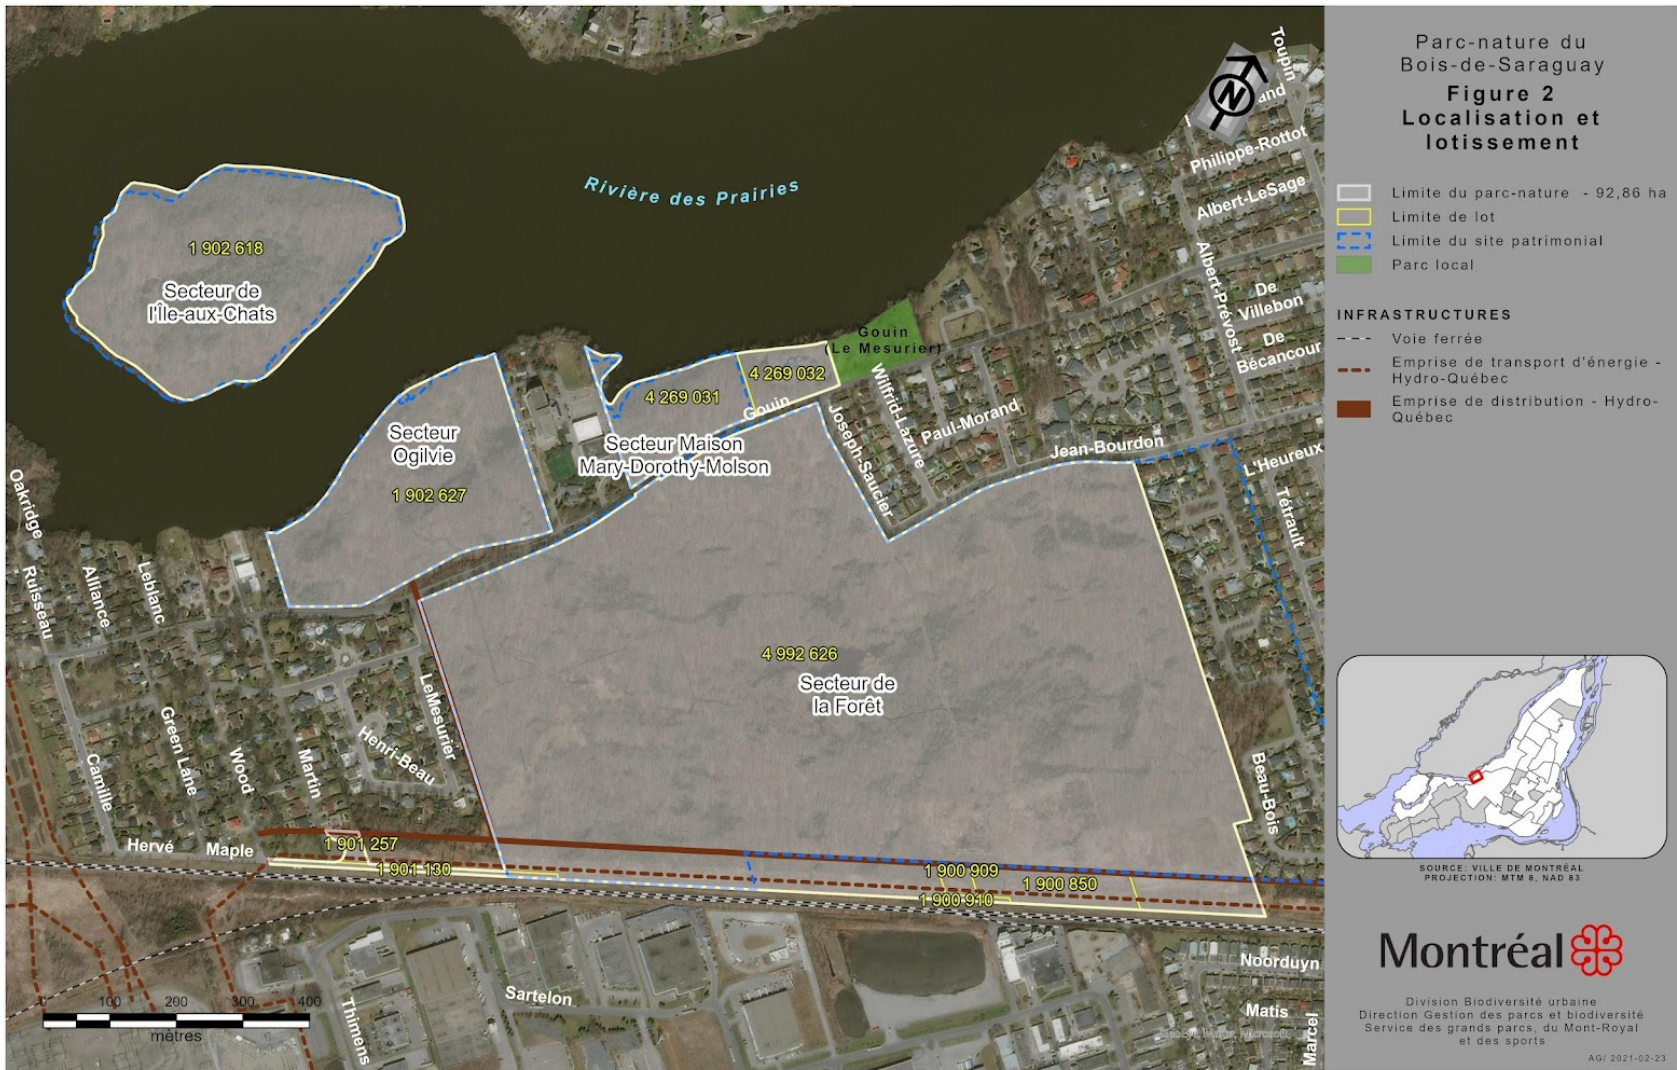 Parc-nature du
Bois-de-Saraguay
Figure 2
Localisation et
lotissement
Limite du parc-nature - 92,86 ha
Limite de lot
Limite du site patrimonial
Parc local
INFRASTRUCTURES
Voie ferrée
Emprise de transport d'énergie -
Hydro-Québec
Emprise de distribution - Hydro-
Québec
SOURCE: VILLE DE MONTRÉAL
PROJECTION: MTM 8, NAD 83
Montréal
Division Biodiversité urbaine
Direction Gestion des parcs et biodiversité
Service des grands parcs, du Mont-Royal
et des sports
AG/ 2021-02-23
Toupin
N
Philippe-Rottot
Albert-LeSage
Rivière des Prairies
1 902 618
Secteur de
l'Île-aux-Chats
Albert-Prévost
De
Villebon
De
Bécancour
Gouin
(Le Mesurier)
4 269 032
4 269 031
Gouin
Wilfrid-Lazure
Paul-Morand
Joseph-Saucier
Jean-Bourdon
L'Heureux
Tétrault
Secteur
Ogilvie
1 902 627
Secteur Maison
Mary-Dorothy-Molson
Oakridge
Ruisseau
Alliance
Leblanc
4 992 626
Secteur de
la Forêt
LeMesurier
Henri-Beau
Green Lane
Camille
Wood
Martin
Beau-Bois
Hervé
Maple
1 901 257
1 901 130
1 900 909
1 900 850
1 900 910
Noorduyn
Sartelon
Matis
Thimens
Marcel
0 100 200 300 400
mètres